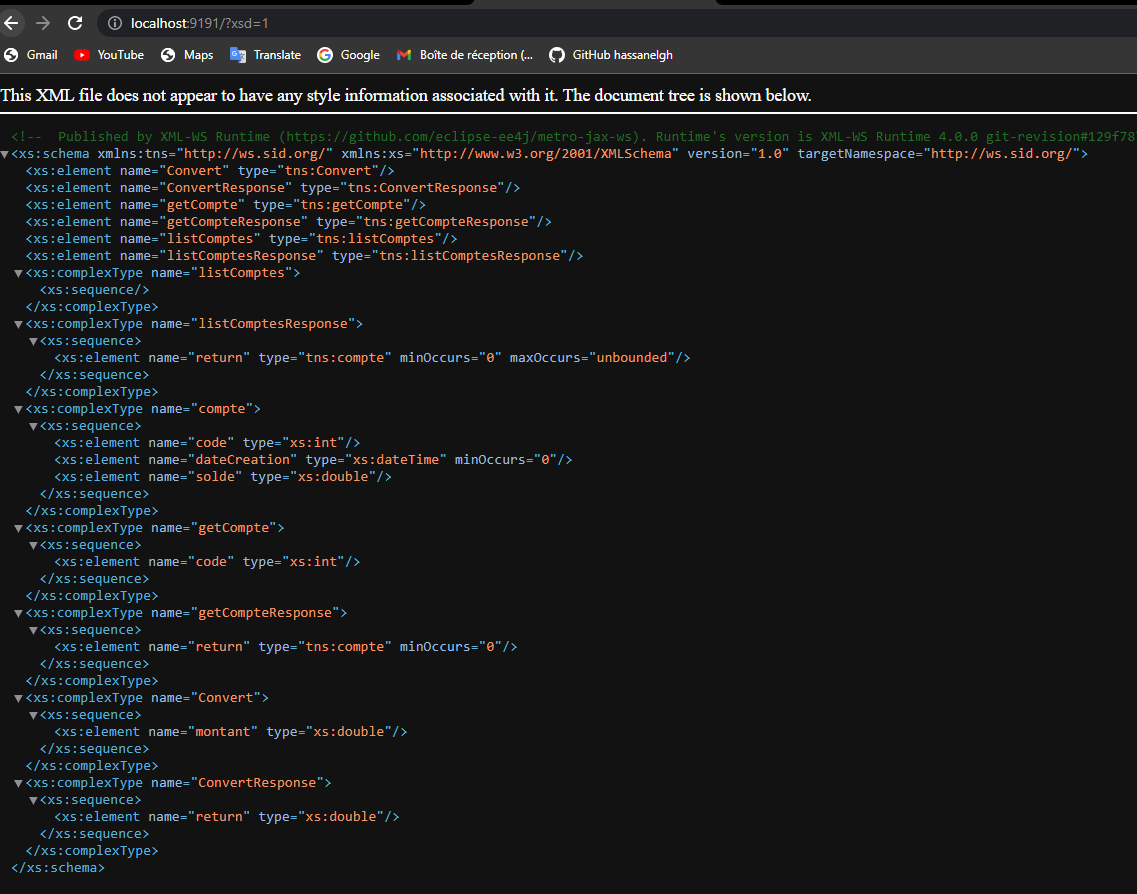 localhost:9191/?xsd=1
Gmail YouTube Maps Translate Google Boîte de réception (... GitHub hassanelgh
This XML file does not appear to have any style information associated with it. The document tree is shown below.
<!-- Published by XML-WS Runtime (https://github.com/eclipse-ee4j/metro-jax-ws). Runtime's version is XML-WS Runtime 4.0.0 git-revision#129f787
▼<xs:schema xmlns:tns="http://ws.sid.org/" xmlns:xs="http://www.w3.org/2001/XMLSchema" version="1.0" targetNamespace="http://ws.sid.org/">
<xs:element name="Convert" type="tns:Convert"/>
<xs:element name="ConvertResponse" type="tns:ConvertResponse"/>
<xs:element name="getCompte" type="tns:getCompte"/>
<xs:element name="getCompteResponse" type="tns:getCompteResponse"/>
<xs:element name="listComptes" type="tns:listComptes"/>
<xs:element name="listComptesResponse" type="tns:listComptesResponse"/>
▼<xs:complexType name="listComptes">
<xs:sequence/>
</xs:complexType>
▼<xs:complexType name="listComptesResponse">
▼<xs:sequence>
<xs:element name="return" type="tns:compte" minOccurs="0" maxOccurs="unbounded"/>
</xs:sequence>
</xs:complexType>
▼<xs:complexType name="compte">
▼<xs:sequence>
<xs:element name="code" type="xs:int"/>
<xs:element name="dateCreation" type="xs:dateTime" minOccurs="0"/>
<xs:element name="solde" type="xs:double"/>
</xs:sequence>
</xs:complexType>
▼<xs:complexType name="getCompte">
▼<xs:sequence>
<xs:element name="code" type="xs:int"/>
</xs:sequence>
</xs:complexType>
▼<xs:complexType name="getCompteResponse">
▼<xs:sequence>
<xs:element name="return" type="tns:compte" minOccurs="0"/>
</xs:sequence>
</xs:complexType>
▼<xs:complexType name="Convert">
▼<xs:sequence>
<xs:element name="montant" type="xs:double"/>
</xs:sequence>
</xs:complexType>
▼<xs:complexType name="ConvertResponse">
▼<xs:sequence>
<xs:element name="return" type="xs:double"/>
</xs:sequence>
</xs:complexType>
</xs:schema>